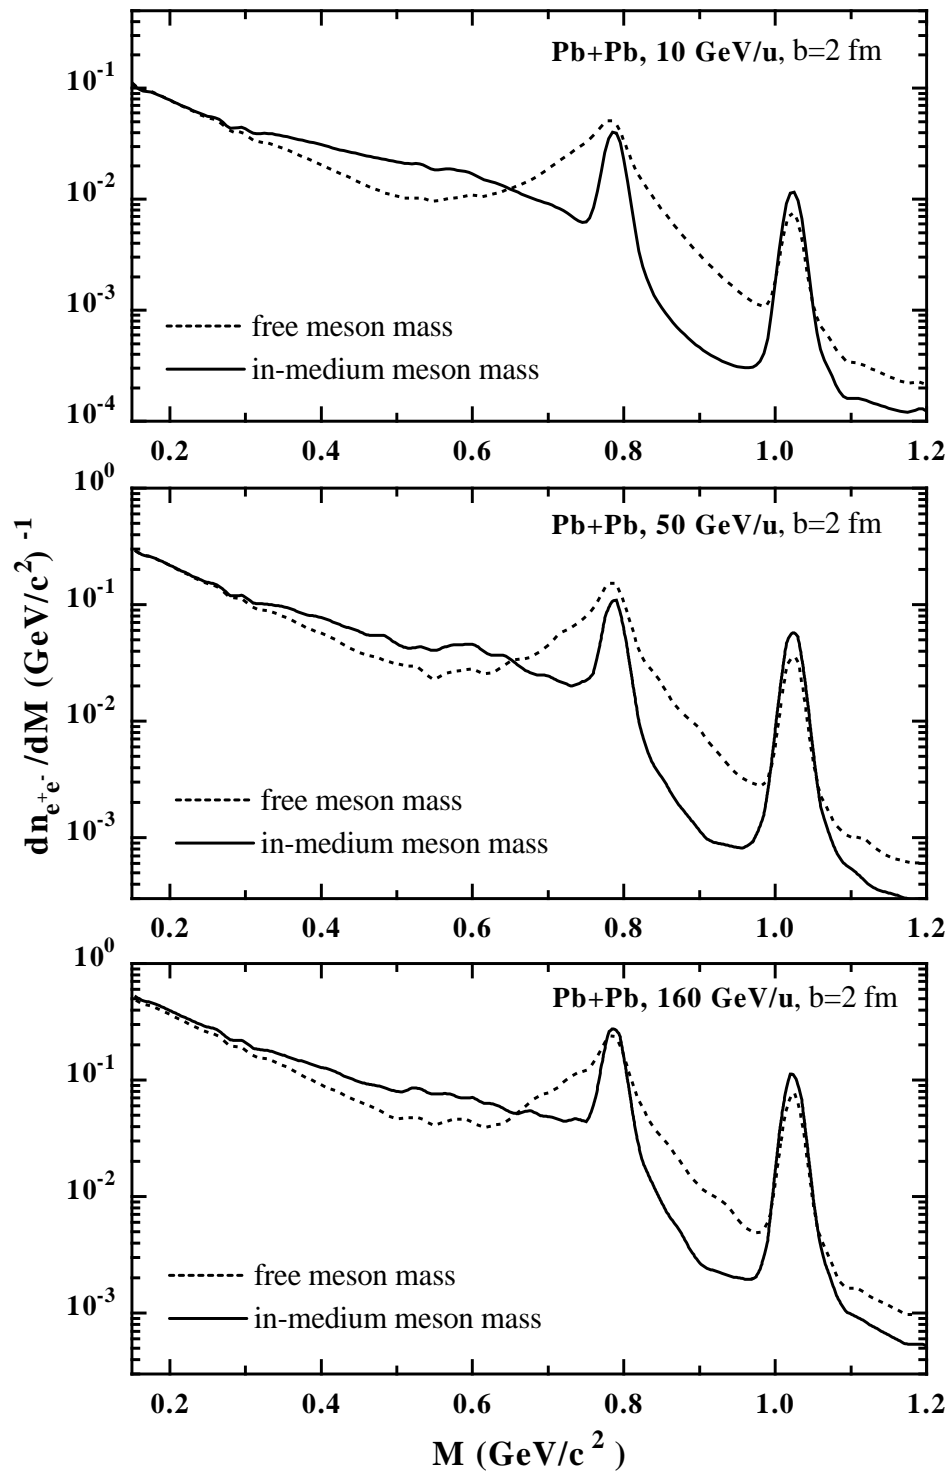 Pb+Pb, 10 GeV/u, b=2 fm
10^-1
10^-2
10^-3
10^-4
free meson mass
in-medium meson mass
0.2 0.4 0.6 0.8 1.0 1.2
dn_e+e- /dM (GeV/c^2) ^-1
Pb+Pb, 50 GeV/u, b=2 fm
10^0
10^-1
10^-2
10^-3
free meson mass
in-medium meson mass
0.2 0.4 0.6 0.8 1.0 1.2
Pb+Pb, 160 GeV/u, b=2 fm
10^0
10^-1
10^-2
10^-3
free meson mass
in-medium meson mass
0.2 0.4 0.6 0.8 1.0 1.2
M (GeV/c^2)